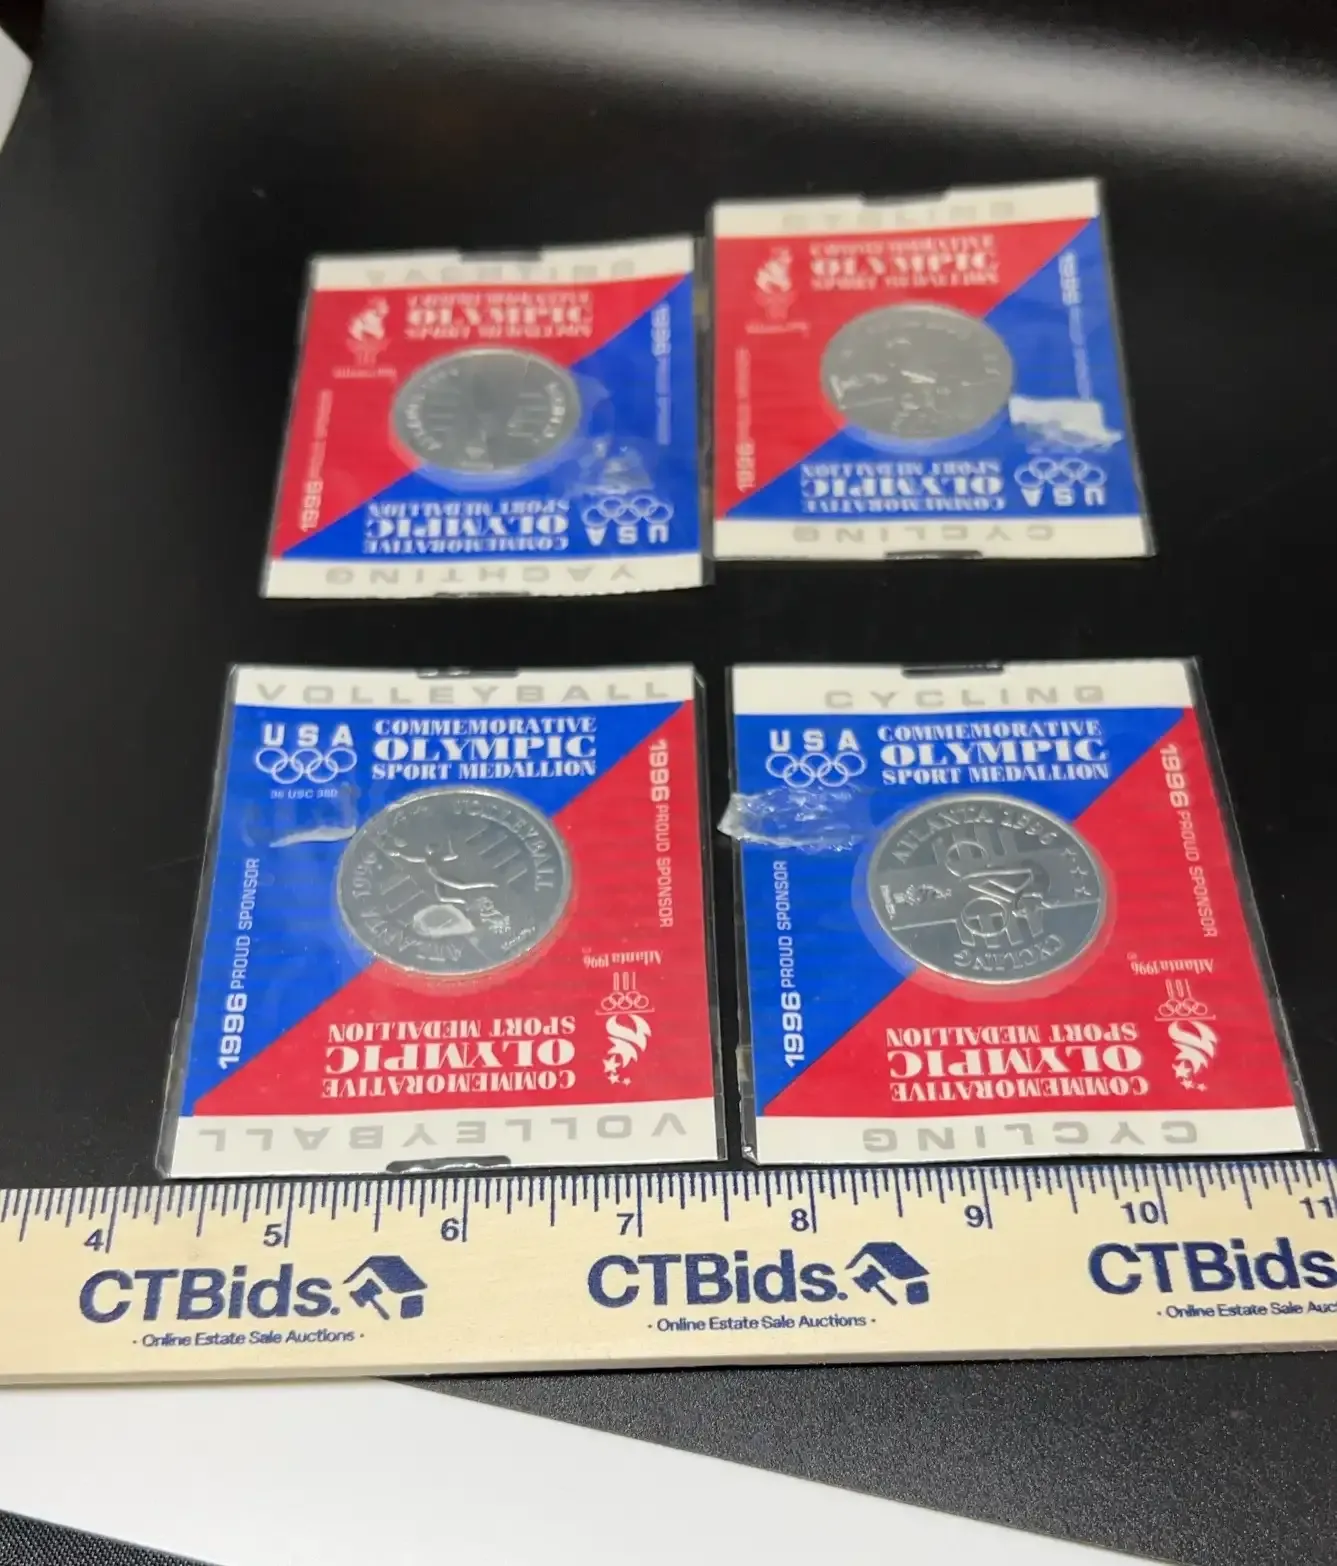 YACHTING
COMMEMORATIVE
OLYMPIC
SPORT MEDALLION
1996
1996 PROUD SPONSOR
USA
COMMEMORATIVE
OLYMPIC
SPORT MEDALLION
YACHTING
CYCLING
COMMEMORATIVE
OLYMPIC
SPORT MEDALLION
1996
1996
USA
COMMEMORATIVE
OLYMPIC
SPORT MEDALLION
CYCLING
VOLLEYBALL
USA
36 USC 380
COMMEMORATIVE
OLYMPIC
SPORT MEDALLION
1996 PROUD SPONSOR
ATLANTA 1996
VOLLEYBALL
1996 PROUD SPONSOR
Atlanta 1996
COMMEMORATIVE
OLYMPIC
SPORT MEDALLION
VOLLEYBALL
CYCLING
USA
COMMEMORATIVE
OLYMPIC
SPORT MEDALLION
1996 PROUD SPONSOR
ATLANTA 1996
CYCLING
1996 PROUD SPONSOR
Atlanta 1996
COMMEMORATIVE
OLYMPIC
SPORT MEDALLION
CYCLING
4 5 6 7 8 9 10 11
CTBids. CTBids. CTBids
· Online Estate Sale Auctions · · Online Estate Sale Auctions · · Online Estate Sale